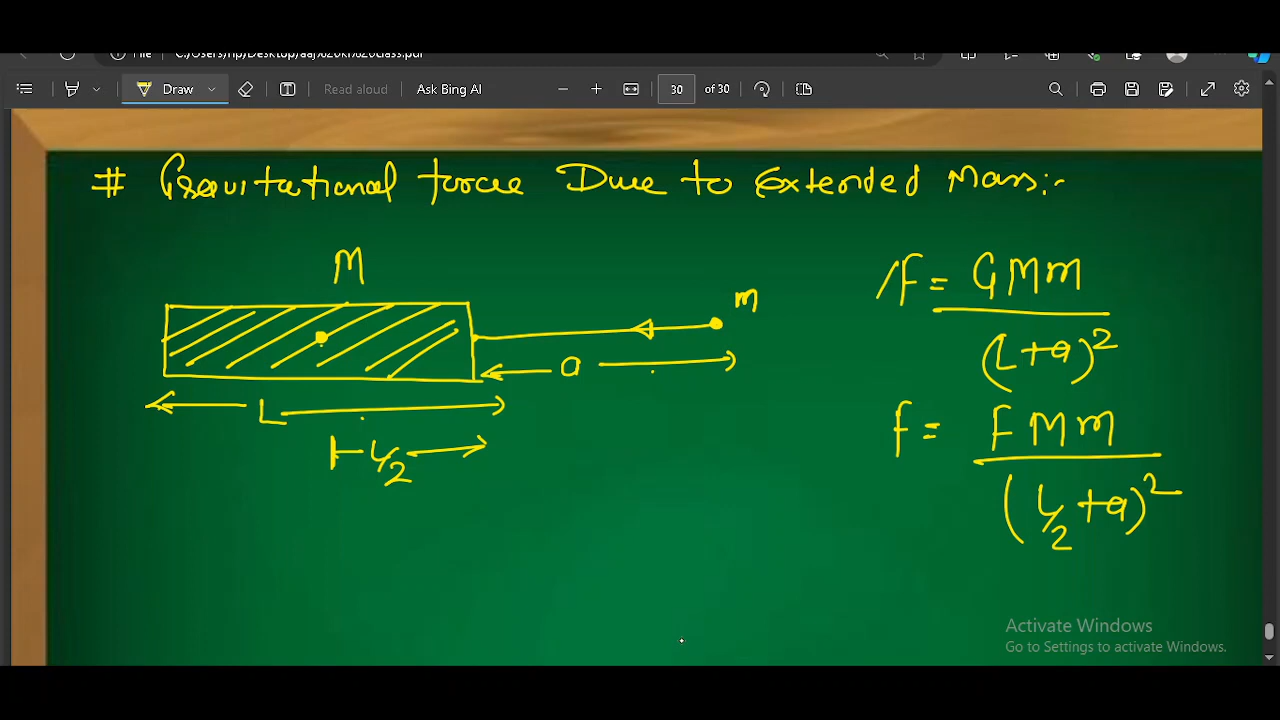 File C:/Users/hp/Desktop/aaj%20ki%20class.pdf
Draw Read aloud Ask Bing AI 30 of 30
# Gravitational force Due to Extended Mass:-
M
m
a
L
L/2
F = GMm
(L+a)²
f = FMm
(L/2 +a)²
Activate Windows
Go to Settings to activate Windows.